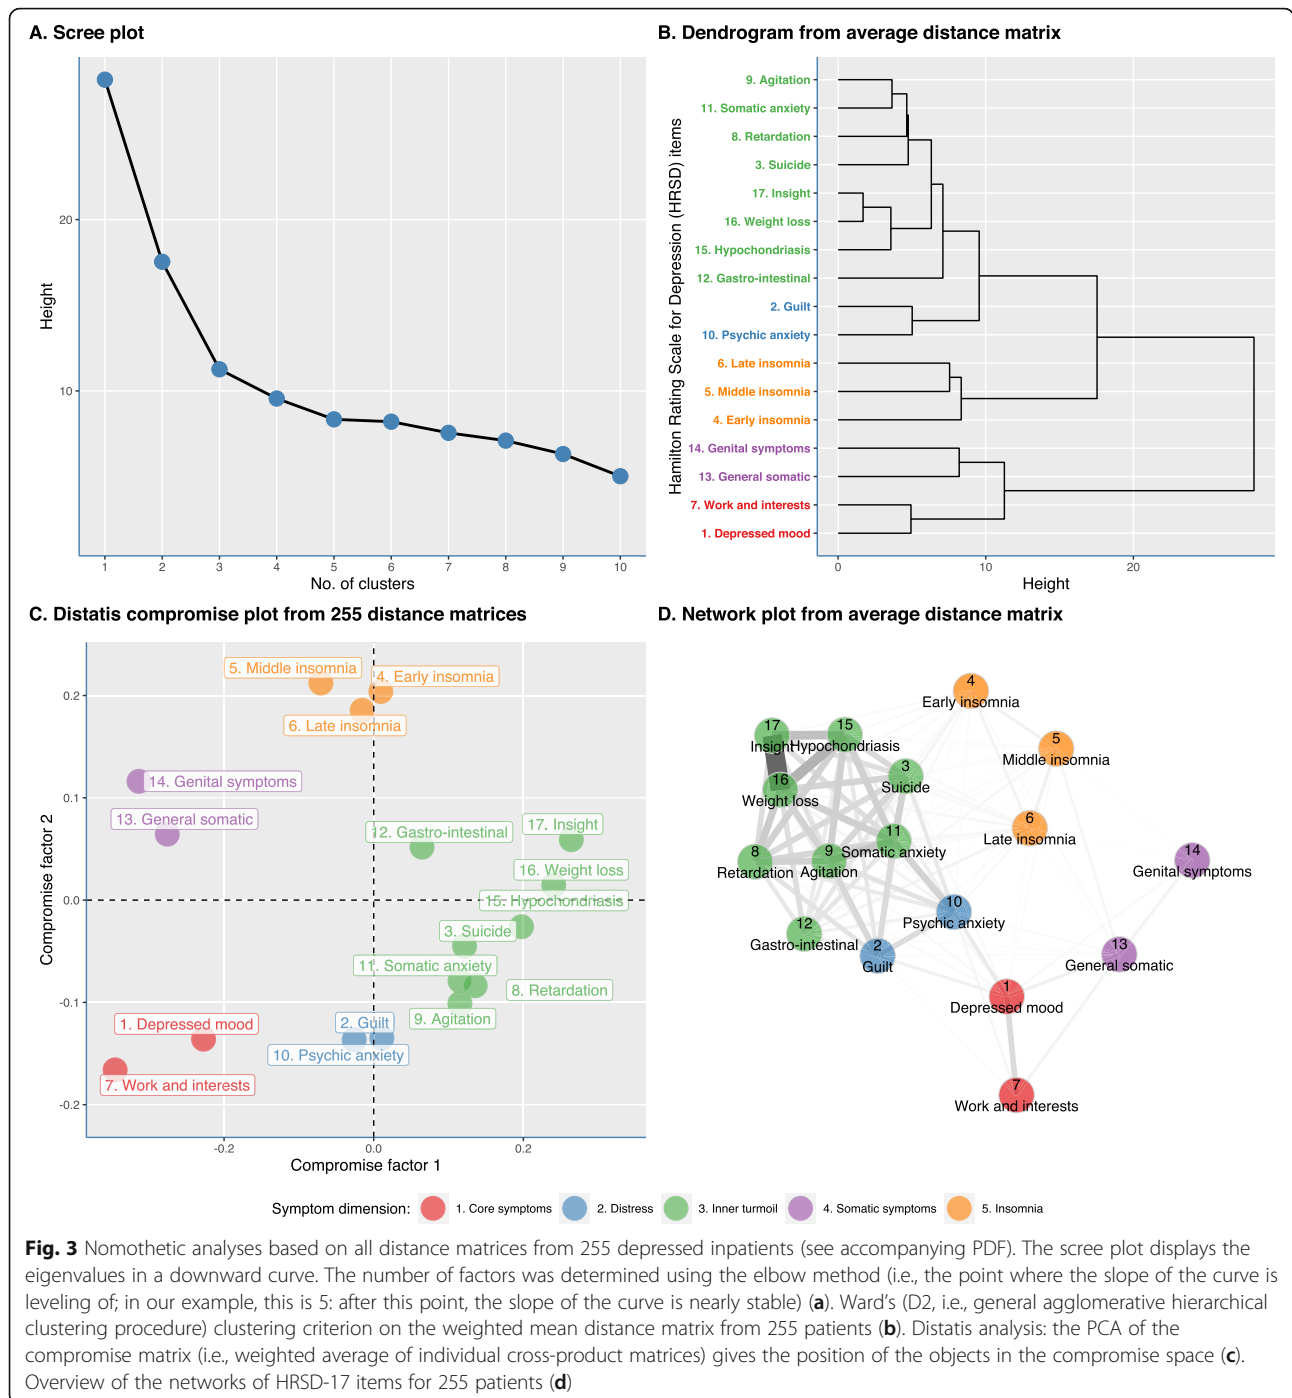 A. Scree plot
Height
20
10
1 2 3 4 5 6 7 8 9 10
No. of clusters
B. Dendrogram from average distance matrix
Hamilton Rating Scale for Depression (HRSD) items
9. Agitation
11. Somatic anxiety
8. Retardation
3. Suicide
17. Insight
16. Weight loss
15. Hypochondriasis
12. Gastro-intestinal
2. Guilt
10. Psychic anxiety
6. Late insomnia
5. Middle insomnia
4. Early insomnia
14. Genital symptoms
13. General somatic
7. Work and interests
1. Depressed mood
0 10 20
Height
C. Distatis compromise plot from 255 distance matrices
Compromise factor 2
0.2
0.1
0.0
-0.1
-0.2
5. Middle insomnia
4. Early insomnia
6. Late insomnia
14. Genital symptoms
13. General somatic
12. Gastro-intestinal
17. Insight
16. Weight loss
15. Hypochondriasis
3. Suicide
11. Somatic anxiety
8. Retardation
9. Agitation
1. Depressed mood
2. Guilt
10. Psychic anxiety
7. Work and interests
-0.2 0.0 0.2
Compromise factor 1
D. Network plot from average distance matrix
4
Early insomnia
17
Insight
15
Hypochondriasis
5
Middle insomnia
3
Suicide
16
Weight loss
6
Late insomnia
11
Somatic anxiety
8
Retardation
9
Agitation
14
Genital symptoms
10
Psychic anxiety
12
Gastro-intestinal
2
Guilt
13
General somatic
1
Depressed mood
7
Work and interests
Symptom dimension: 1. Core symptoms 2. Distress 3. Inner turmoil 4. Somatic symptoms 5. Insomnia
Fig. 3 Nomothetic analyses based on all distance matrices from 255 depressed inpatients (see accompanying PDF). The scree plot displays the
eigenvalues in a downward curve. The number of factors was determined using the elbow method (i.e., the point where the slope of the curve is
leveling of; in our example, this is 5: after this point, the slope of the curve is nearly stable) (a). Ward's (D2, i.e., general agglomerative hierarchical
clustering procedure) clustering criterion on the weighted mean distance matrix from 255 patients (b). Distatis analysis: the PCA of the
compromise matrix (i.e., weighted average of individual cross-product matrices) gives the position of the objects in the compromise space (c).
Overview of the networks of HRSD-17 items for 255 patients (d)